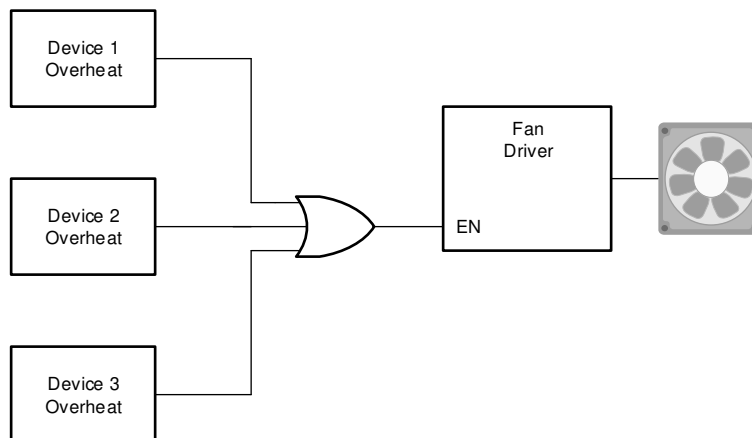 Device 1
Overheat
Fan
Driver
Device 2
Overheat
EN
Device 3
Overheat